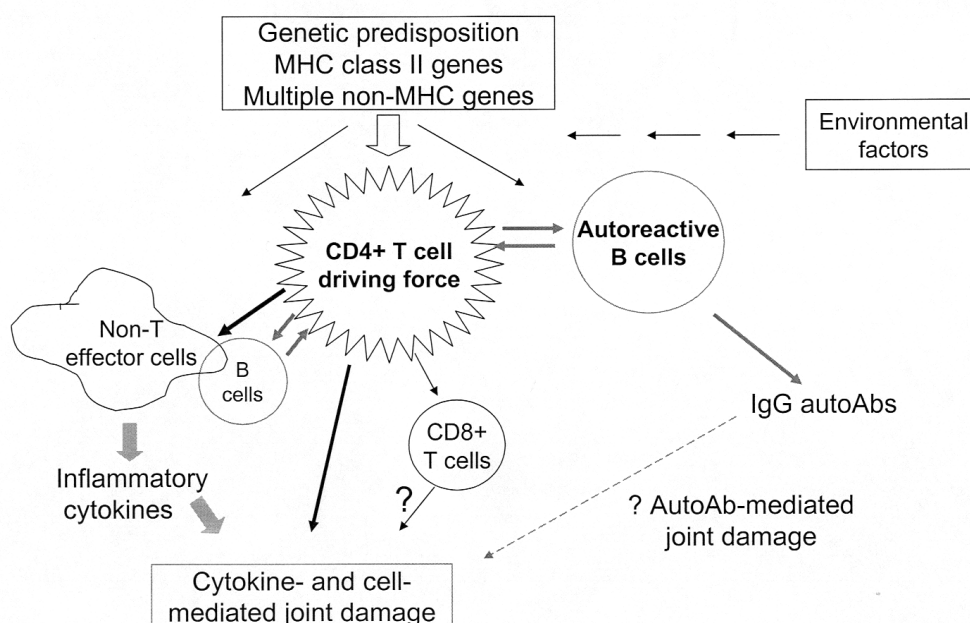 Genetic predisposition
MHC class II genes
Multiple non-MHC genes
Environmental
factors
CD4+ T cell
driving force
Autoreactive
B cells
Non-T
effector cells
B
cells
CD8+
T cells
IgG autoAbs
Inflammatory
cytokines
?
? AutoAb-mediated
joint damage
Cytokine- and cell-
mediated joint damage